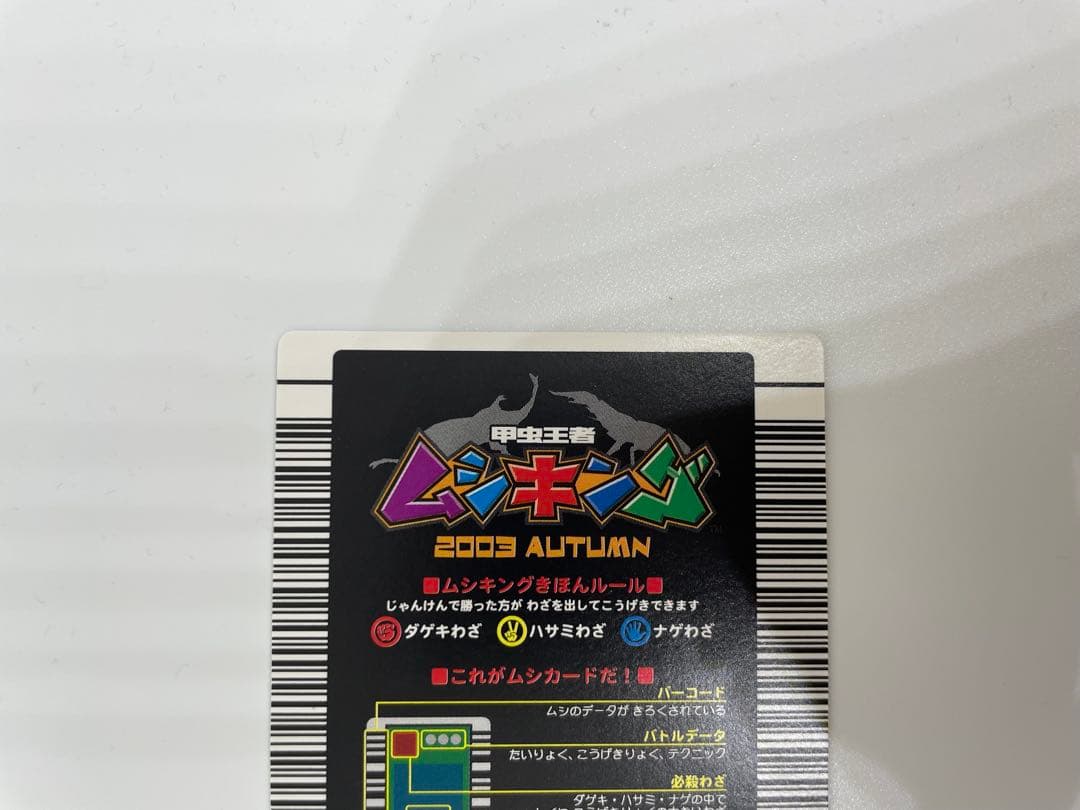 甲虫王者
ムシキング
TM
2003 AUTUMN
■ムシキングきほんルール■
じゃんけんで勝った方が わざを出してこうげきできます
ダゲキわざ ハサミわざ ナゲわざ
■これがムシカードだ!■
バーコード
ムシのデータが きろくされている
バトルデータ
たいりょく、こうげきりょく、テクニック
必殺わざ
ダゲキ・ハサミ・ナゲの中で